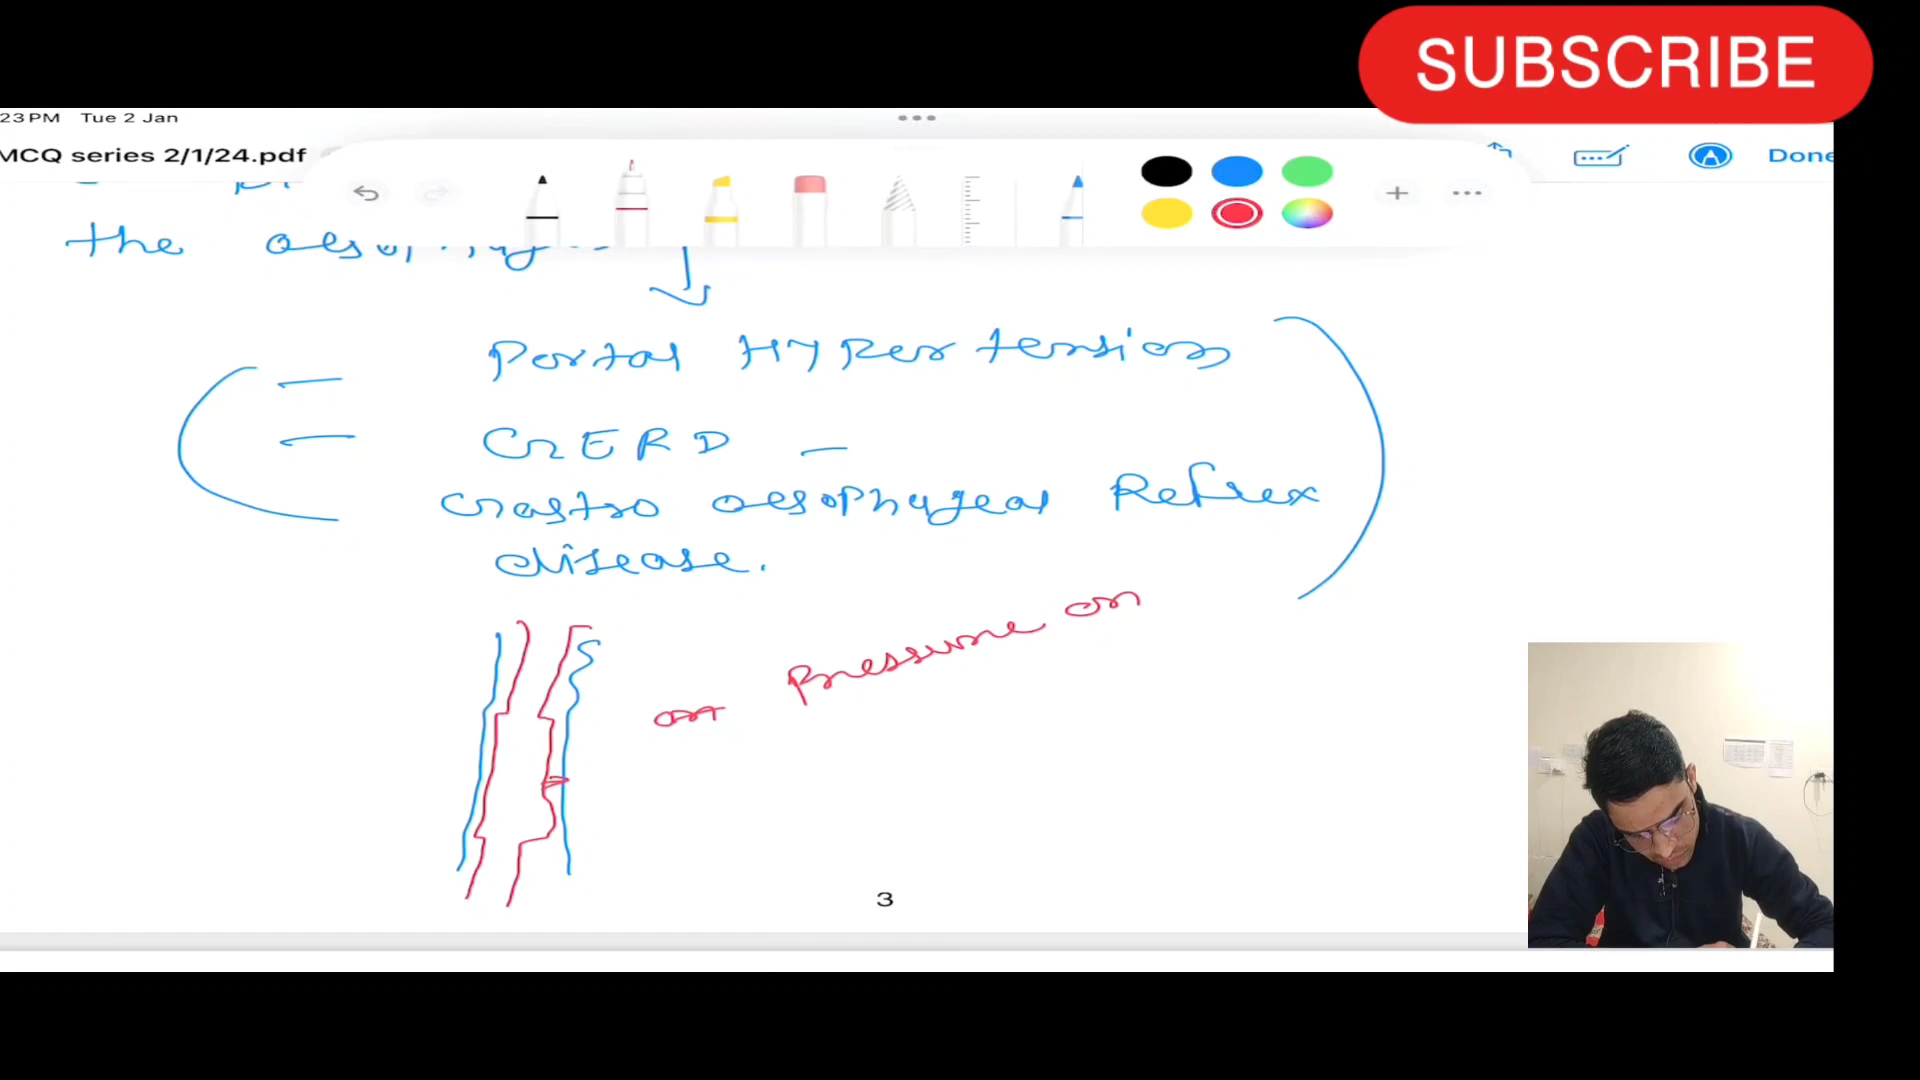 SUBSCRIBE
23 PM Tue 2 Jan
MCQ series 2/1/24.pdf
Done
the
Portal Hypertension
GERD -
Gastro oesophageal Reflex
disease.
Pressure on
3